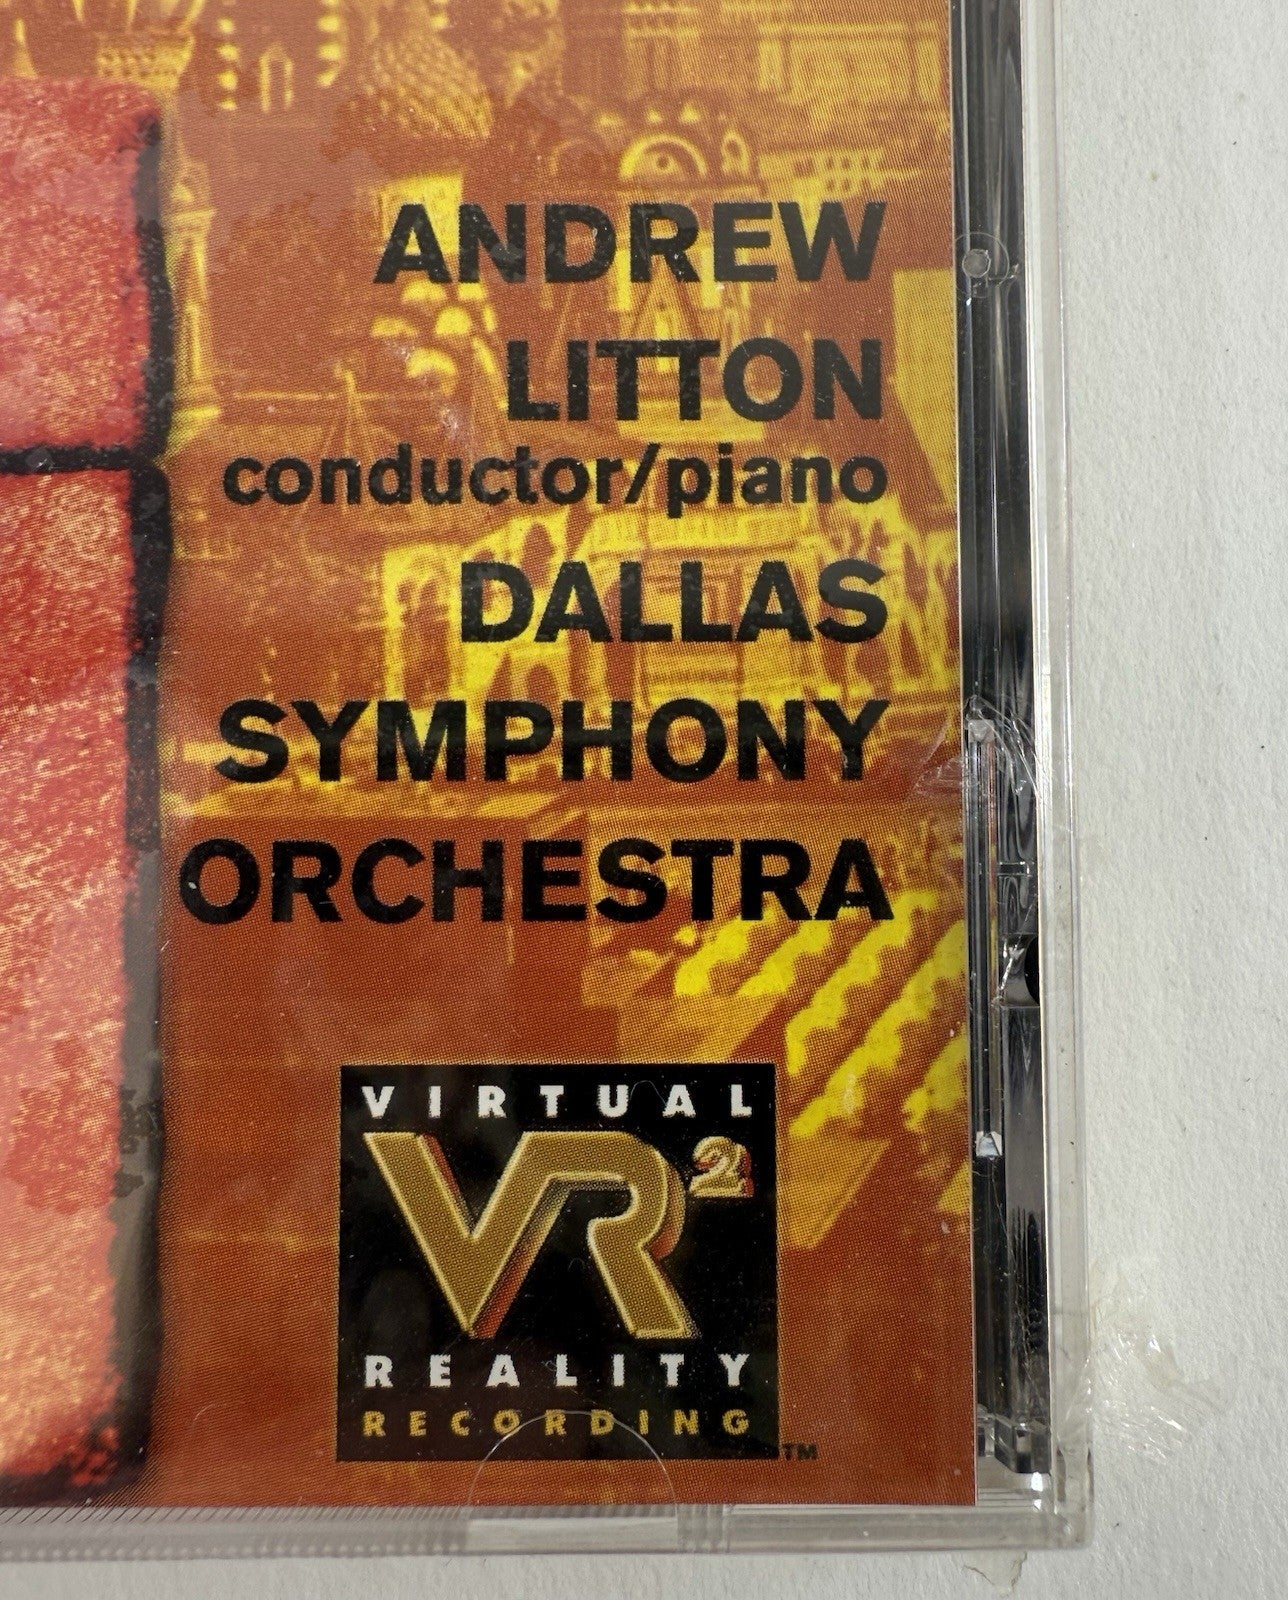 ANDREW
LITTON
conductor/piano
DALLAS
SYMPHONY
ORCHESTRA
VIRTUAL
VR²
REALITY
RECORDING
TM